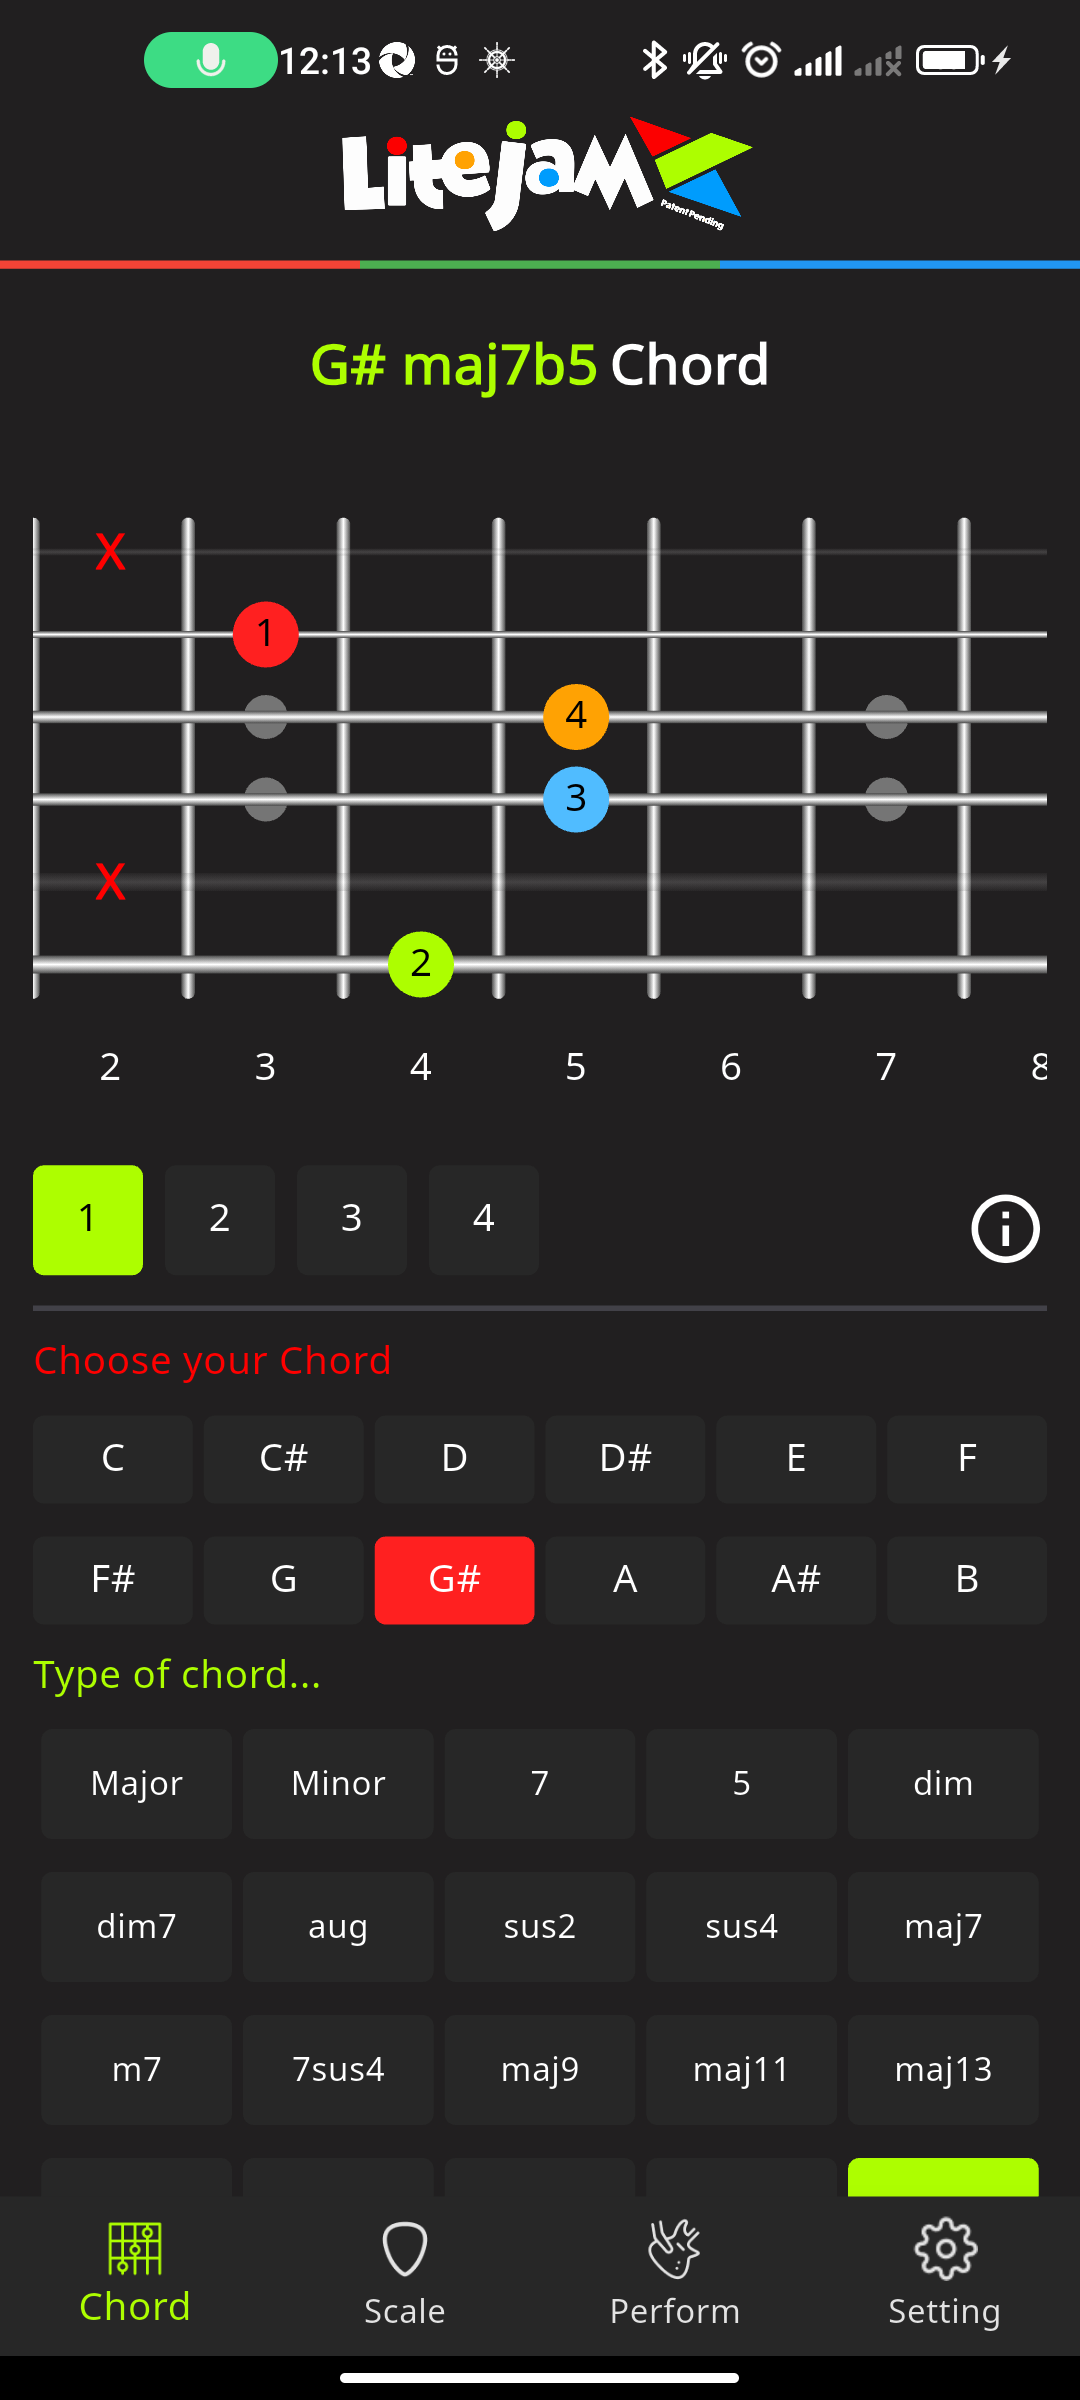 12:13
Litejam
Patent Pending
G# maj7b5 Chord
X
1
4
3
X
2
2 3 4 5 6 7 8
1 2 3 4
Choose your Chord
C C# D D# E F
F# G G# A A# B
Type of chord...
Major Minor 7 5 dim
dim7 aug sus2 sus4 maj7
m7 7sus4 maj9 maj11 maj13
Chord Scale Perform Setting